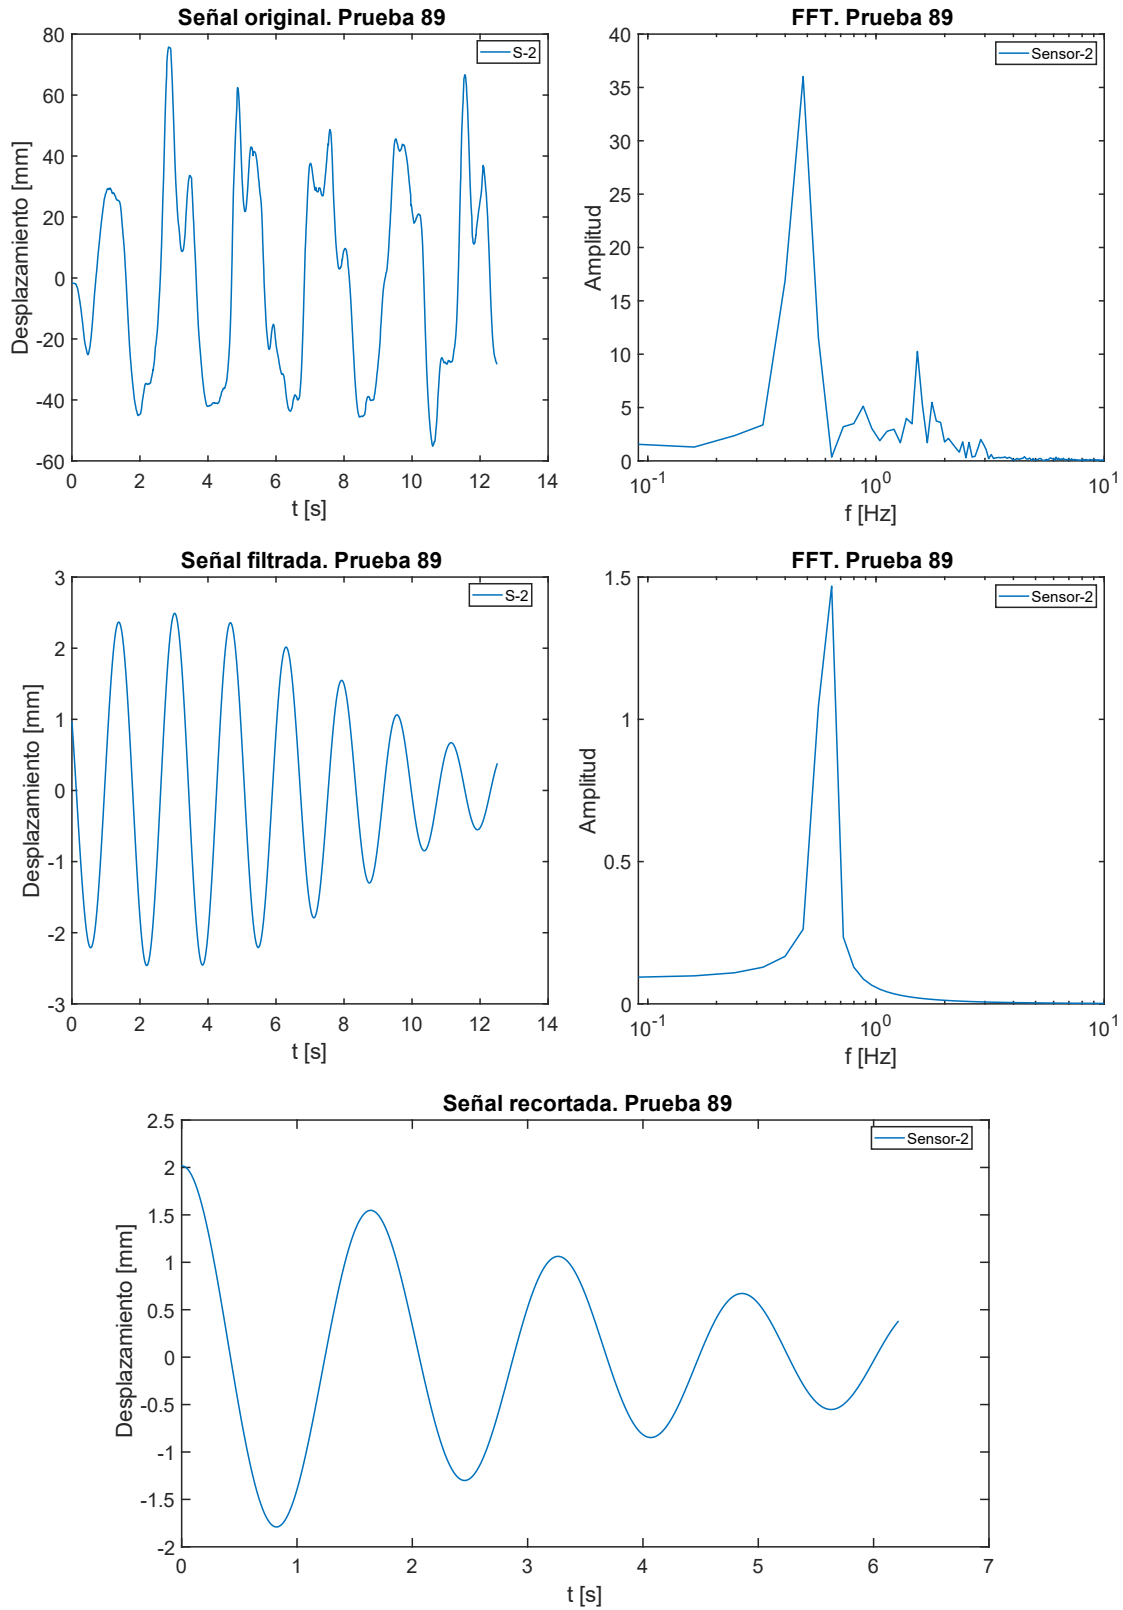 Señal original. Prueba 89
S-2
80
60
40
20
0
-20
-40
-60
Desplazamiento [mm]
0 2 4 6 8 10 12 14
t [s]
FFT. Prueba 89
Sensor-2
40
35
30
25
20
15
10
5
0
Amplitud
10^-1 10^0 10^1
f [Hz]
Señal filtrada. Prueba 89
S-2
3
2
1
0
-1
-2
-3
Desplazamiento [mm]
0 2 4 6 8 10 12 14
t [s]
FFT. Prueba 89
Sensor-2
1.5
1
0.5
0
Amplitud
10^-1 10^0 10^1
f [Hz]
Señal recortada. Prueba 89
Sensor-2
2.5
2
1.5
1
0.5
0
-0.5
-1
-1.5
-2
Desplazamiento [mm]
0 1 2 3 4 5 6 7
t [s]